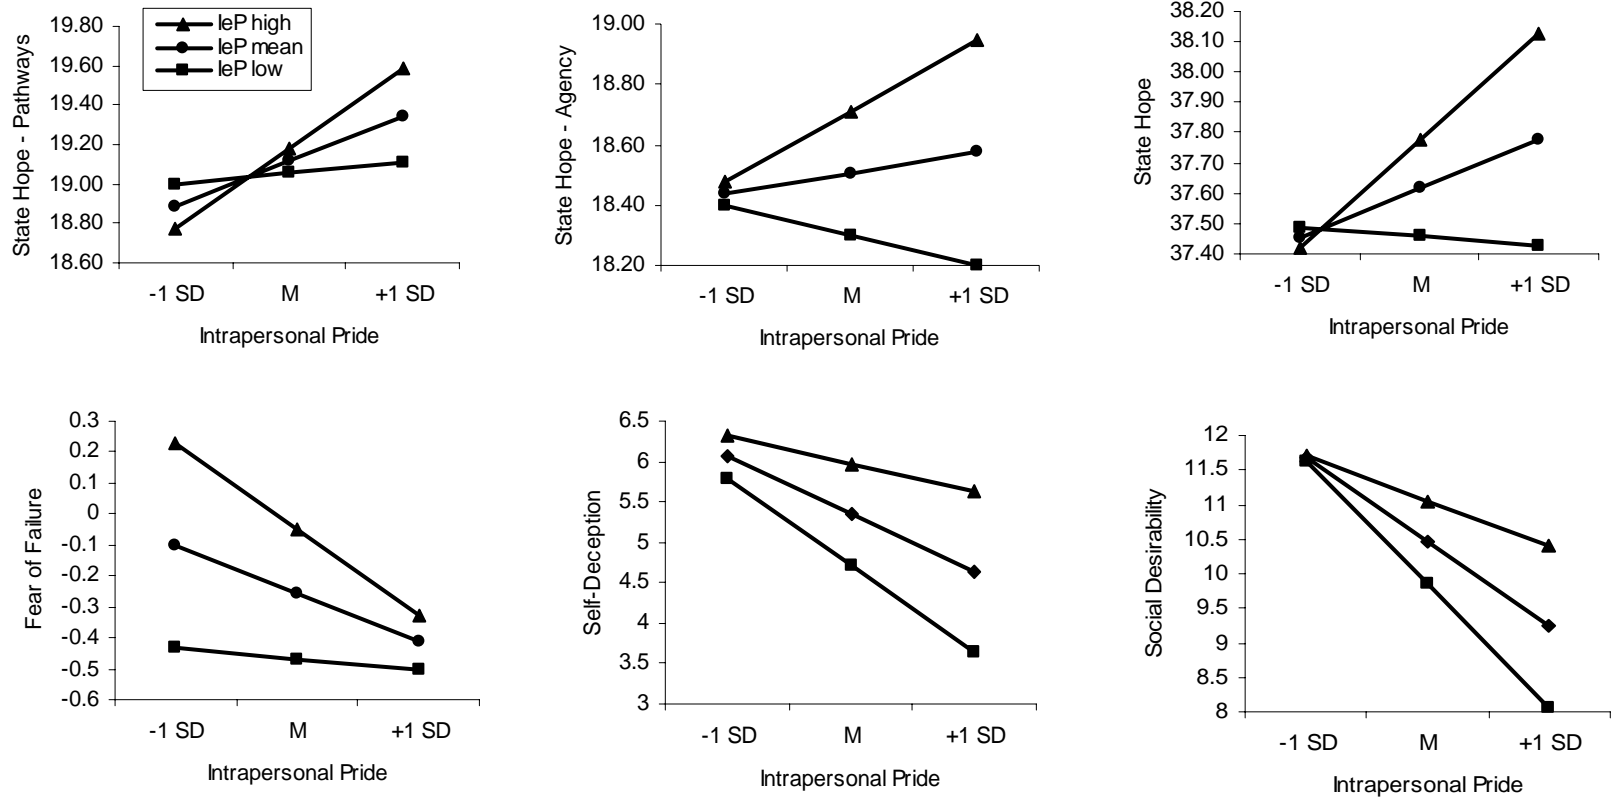 IeP high
IeP mean
IeP low
State Hope - Pathways
19.80
19.60
19.40
19.20
19.00
18.80
18.60
-1 SD M +1 SD
Intrapersonal Pride
State Hope - Agency
19.00
18.80
18.60
18.40
18.20
-1 SD M +1 SD
Intrapersonal Pride
State Hope
38.20
38.10
38.00
37.90
37.80
37.70
37.60
37.50
37.40
-1 SD M +1 SD
Intrapersonal Pride
Fear of Failure
0.3
0.2
0.1
0
-0.1
-0.2
-0.3
-0.4
-0.5
-0.6
-1 SD M +1 SD
Intrapersonal Pride
Self-Deception
6.5
6
5.5
5
4.5
4
3.5
3
-1 SD M +1 SD
Intrapersonal Pride
Social Desirability
12
11.5
11
10.5
10
9.5
9
8.5
8
-1 SD M +1 SD
Intrapersonal Pride